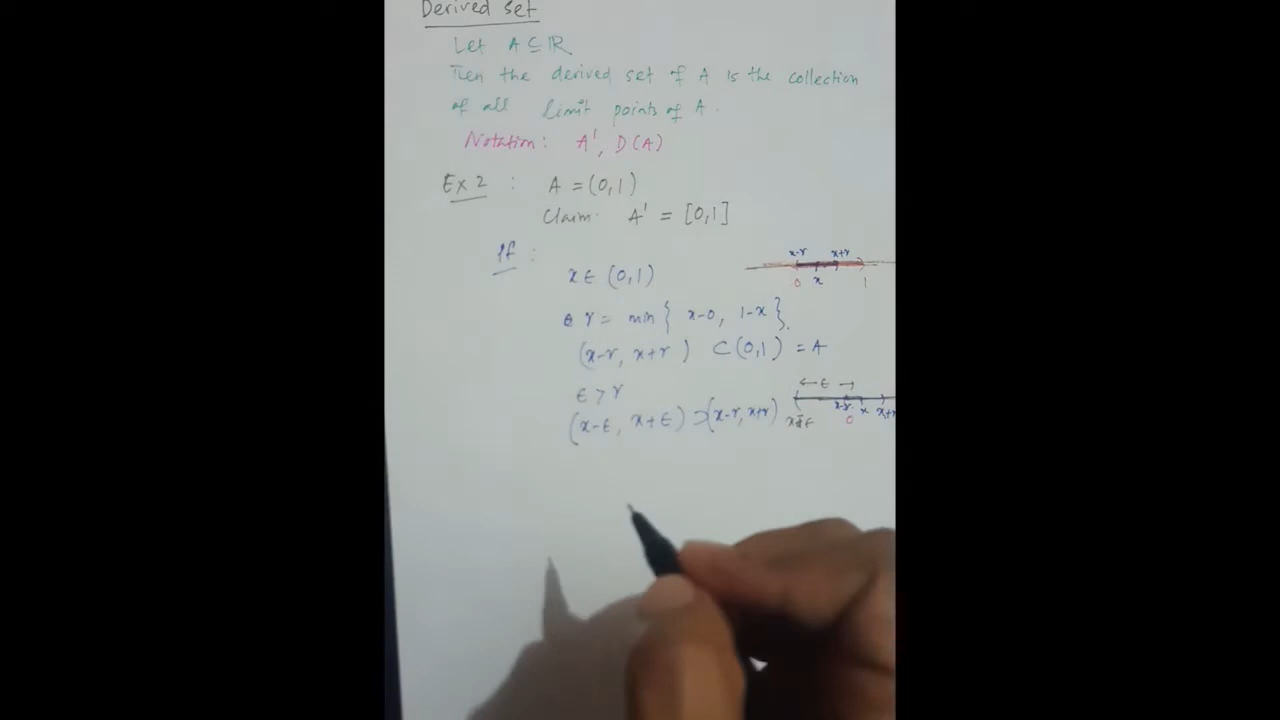 Derived set
Let A ⊆ ℝ
Then the derived set of A is the collection
of all limit points of A.
Notation: A', D(A)
Ex 2 : A = (0,1)
Claim. A' = [0,1]
If :
x-r x+r
0 x 1
x ∈ (0,1)
r = min { x-0, 1-x }.
(x-r, x+r) ⊂ (0,1) = A
ϵ > r
(x-ϵ, x+ϵ) ⊃ (x-r, x+r)
← ϵ →
x-r x x+r
0